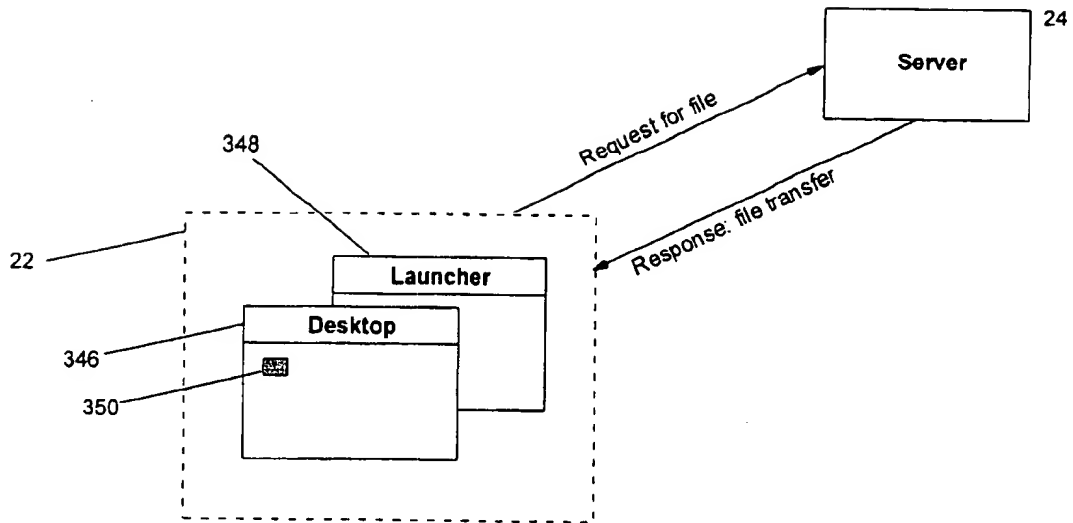 24
Server
Request for file
348
Response: file transfer
22
Launcher
Desktop
346
350